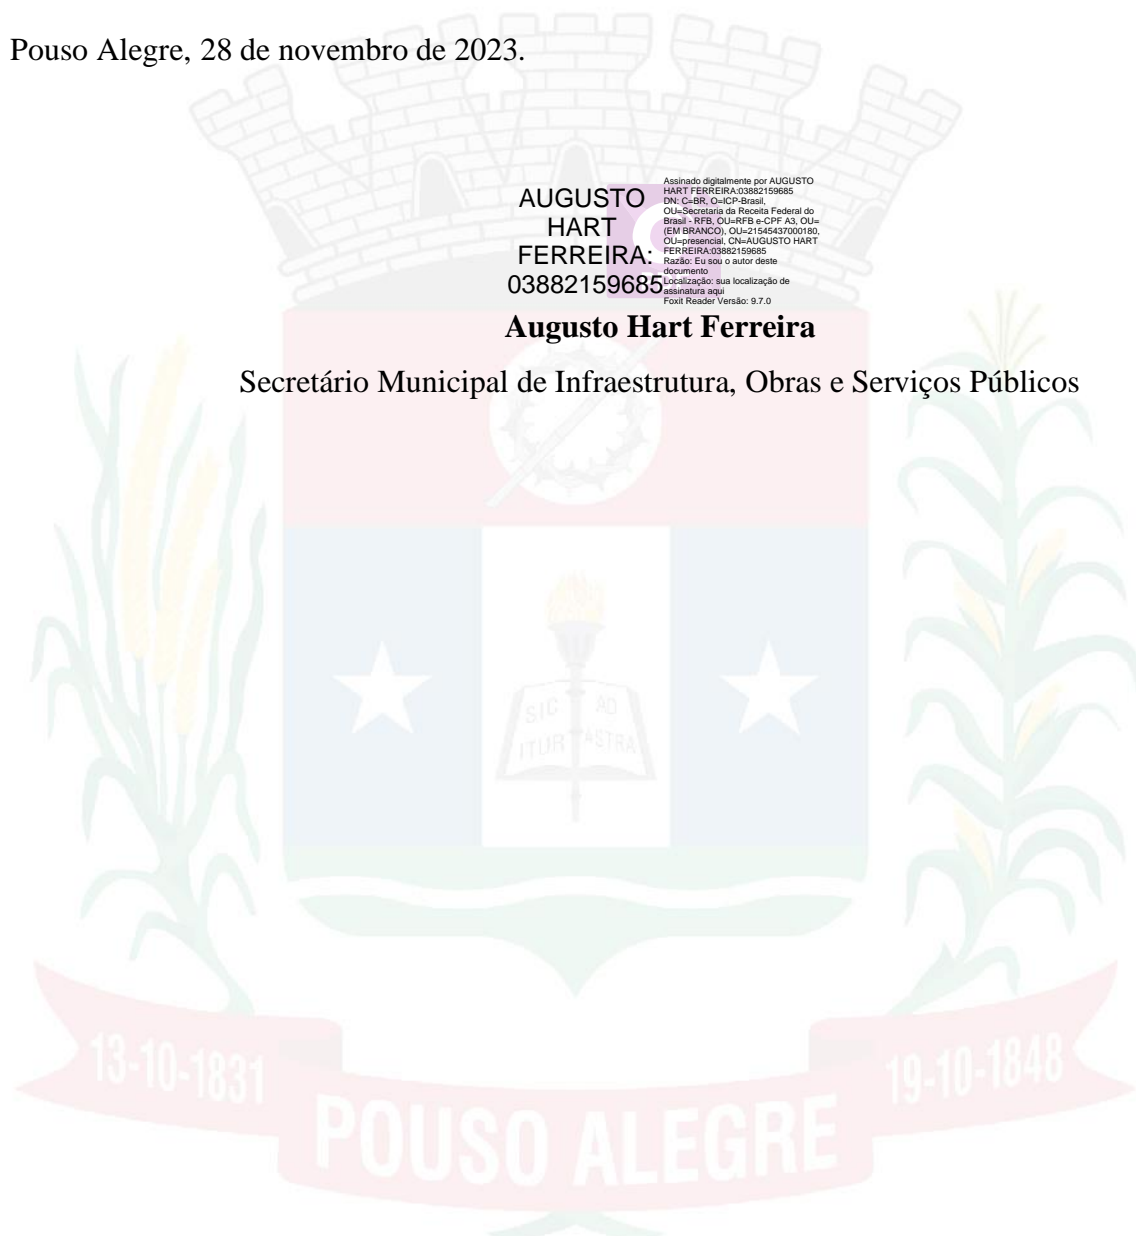 Pouso Alegre, 28 de novembro de 2023.
AUGUSTO
HART
FERREIRA:
03882159685
Assinado digitalmente por AUGUSTO
HART FERREIRA:03882159685
DN: C=BR, O=ICP-Brasil,
OU=Secretaria da Receita Federal do
Brasil - RFB, OU=RFB e-CPF A3, OU=
(EM BRANCO), OU=21545437000180,
OU=presencial, CN=AUGUSTO HART
FERREIRA:03882159685
Razão: Eu sou o autor deste
documento
Localização: sua localização de
assinatura aqui
Foxit Reader Versão: 9.7.0
Augusto Hart Ferreira
Secretário Municipal de Infraestrutura, Obras e Serviços Públicos
SIC AD
ITUR ASTRA
13-10-1831
19-10-1848
POUSO ALEGRE